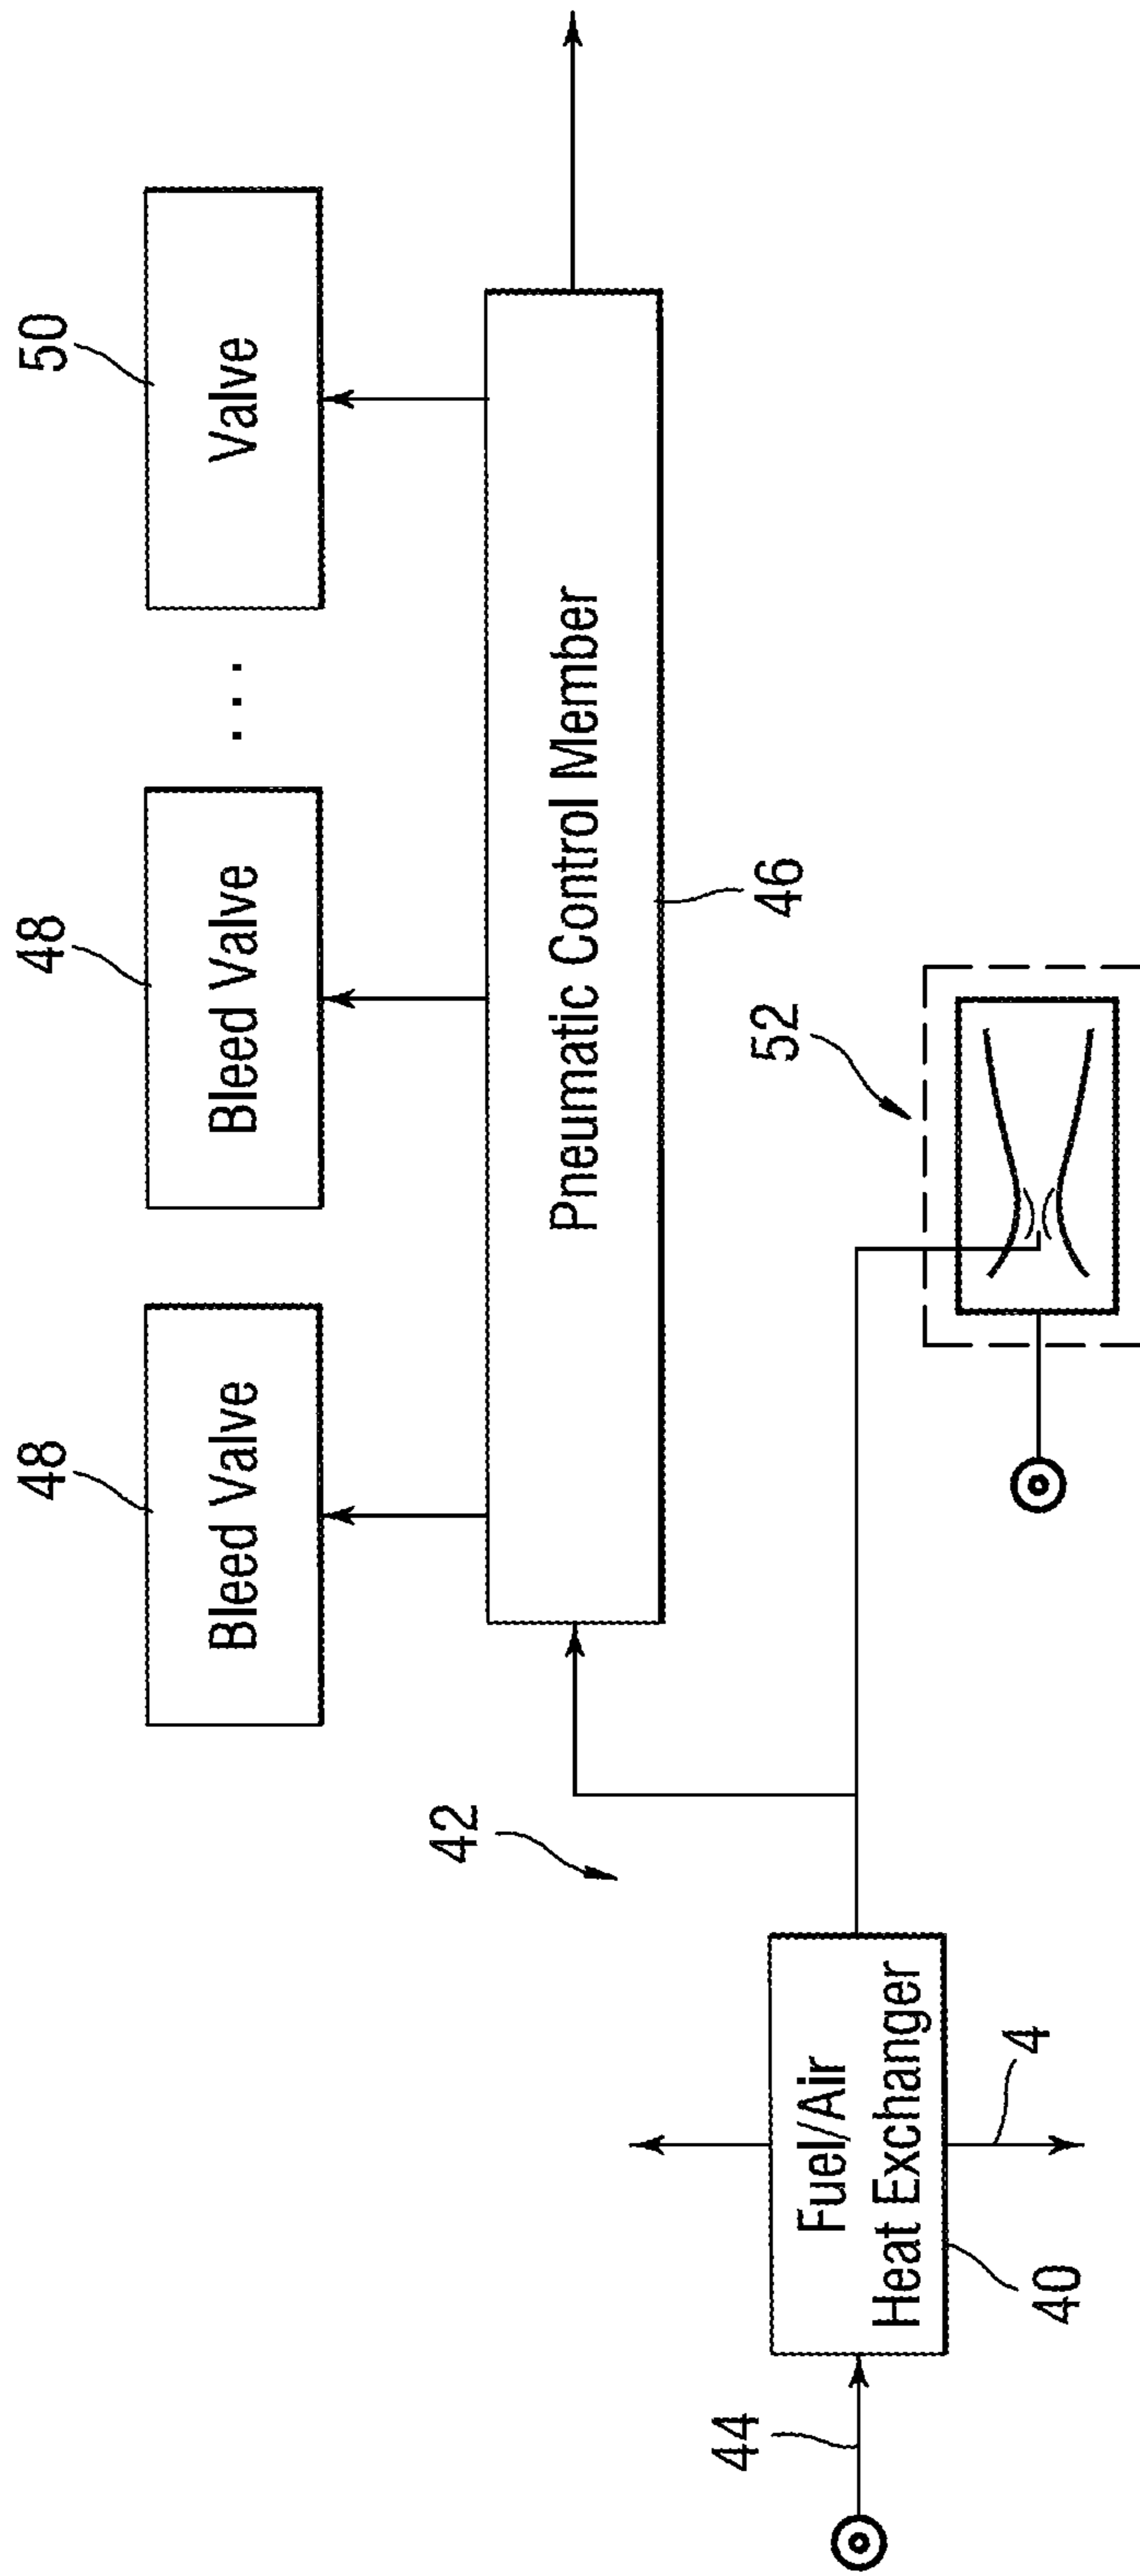 50
Valve
48
Bleed Valve
48
Bleed Valve
Pneumatic Control Member
46
52
42
44
Fuel/Air
Heat Exchanger
4
40